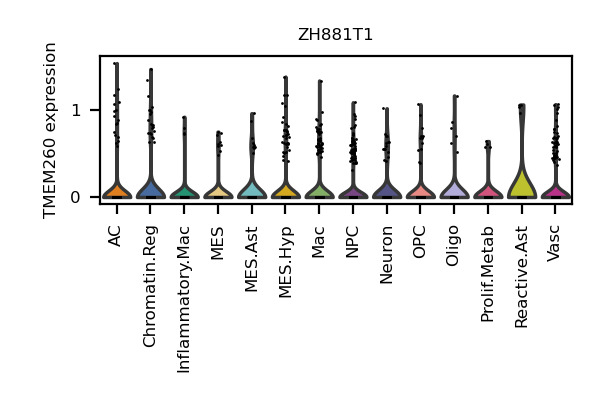 ZH881T1
TMEM260 expression
1
0
AC
Chromatin.Reg
Inflammatory.Mac
MES
MES.Ast
MES.Hyp
Mac
NPC
Neuron
OPC
Oligo
Prolif.Metab
Reactive.Ast
Vasc